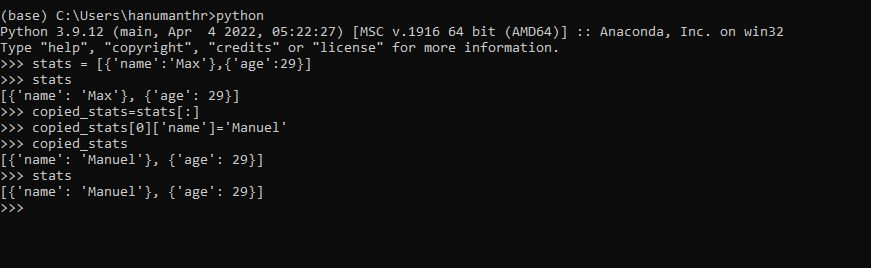 (base) C:\Users\hanumanthr>python
Python 3.9.12 (main, Apr  4 2022, 05:22:27) [MSC v.1916 64 bit (AMD64)] :: Anaconda, Inc. on win32
Type "help", "copyright", "credits" or "license" for more information.
>>> stats = [{'name':'Max'},{'age':29}]
>>> stats
[{'name': 'Max'}, {'age': 29}]
>>> copied_stats=stats[:]
>>> copied_stats[0]['name']='Manuel'
>>> copied_stats
[{'name': 'Manuel'}, {'age': 29}]
>>> stats
[{'name': 'Manuel'}, {'age': 29}]
>>>